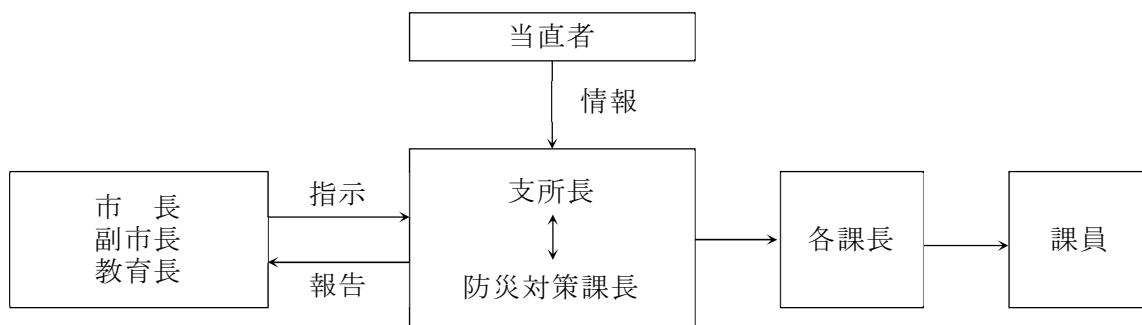 当直者
情報
市　長
副市長
教育長
指示
報告
支所長
防災対策課長
各課長
課員